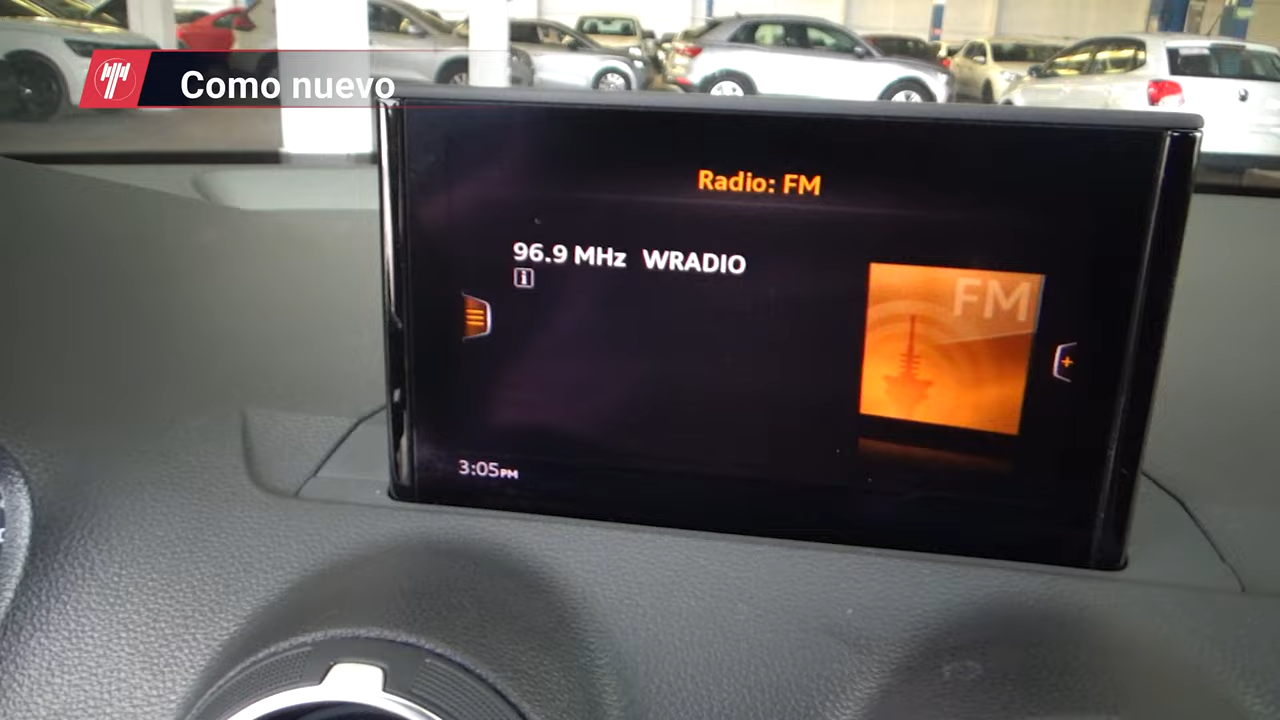 Como nuevo
Radio: FM
96.9 MHz WRADIO
FM
3:05PM